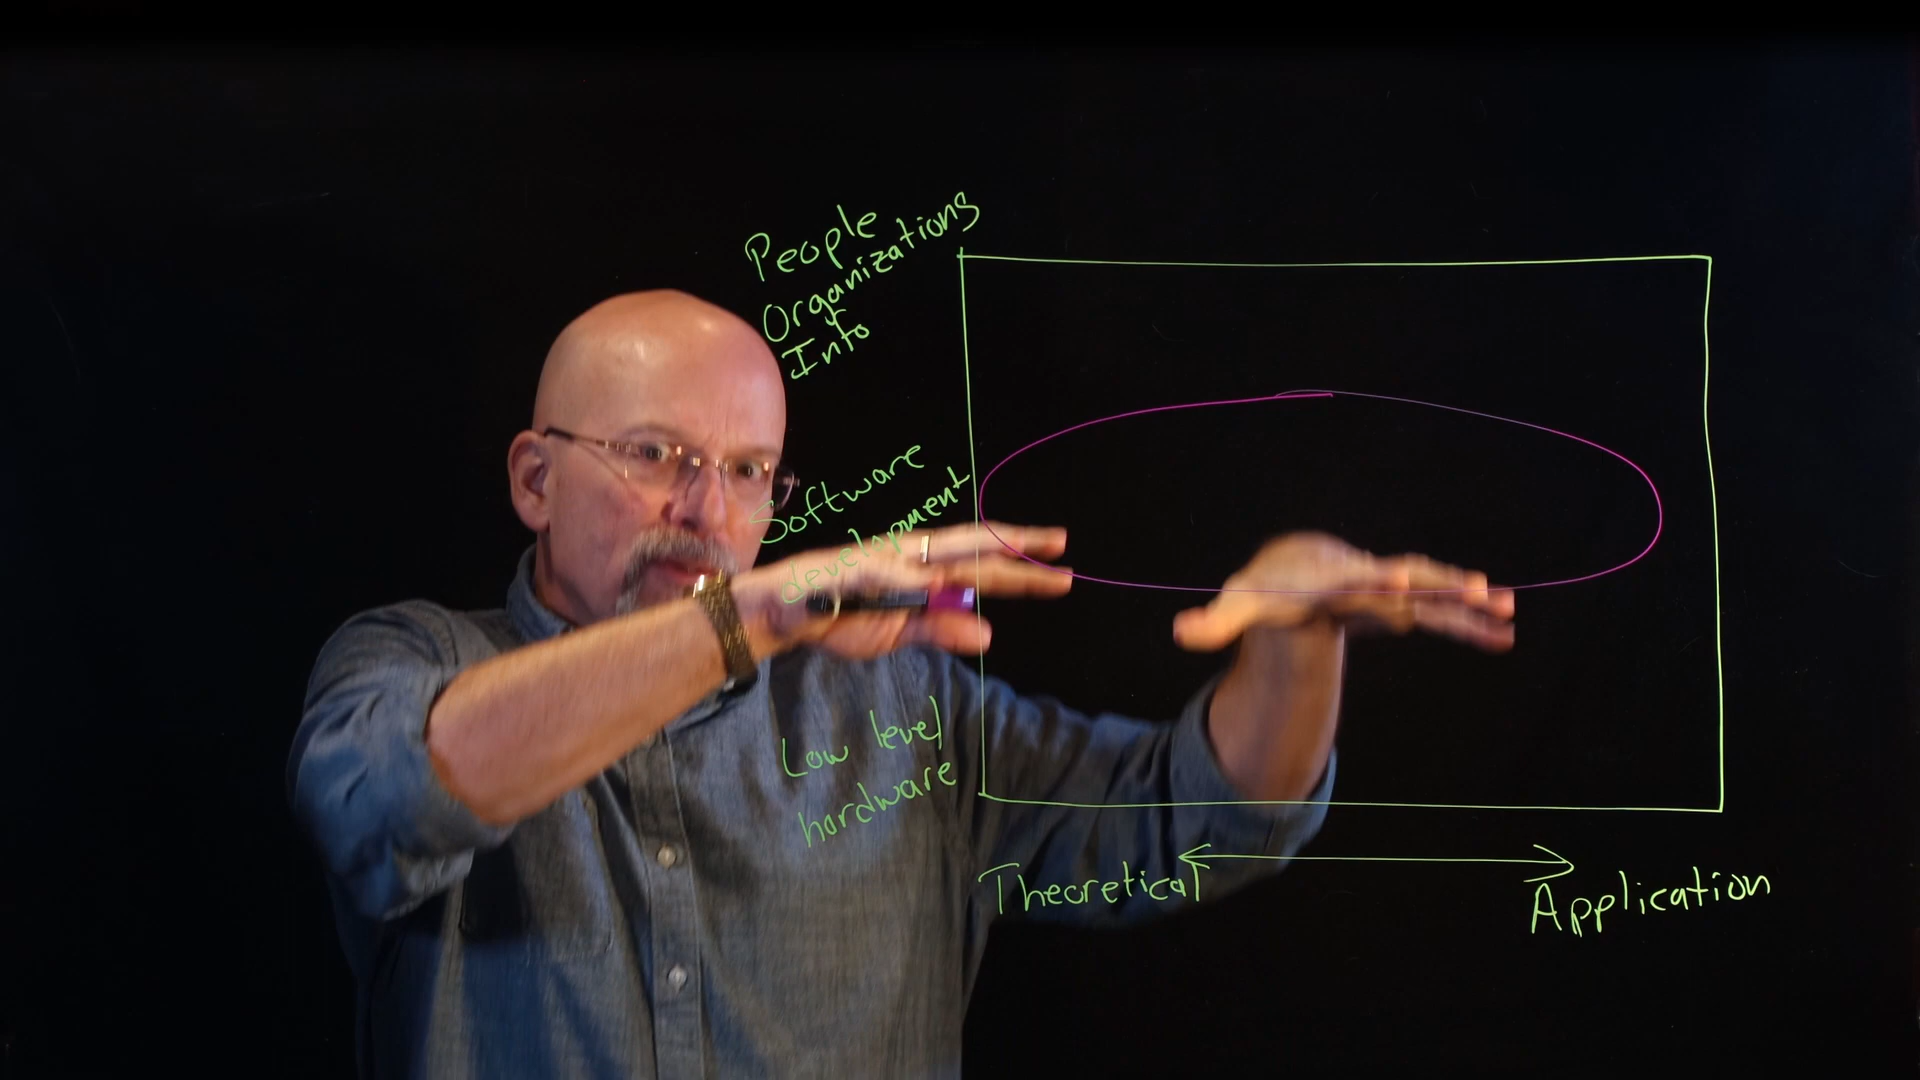 People
Organizations
Info
Software
development
Low level
hardware
Theoretical
Application